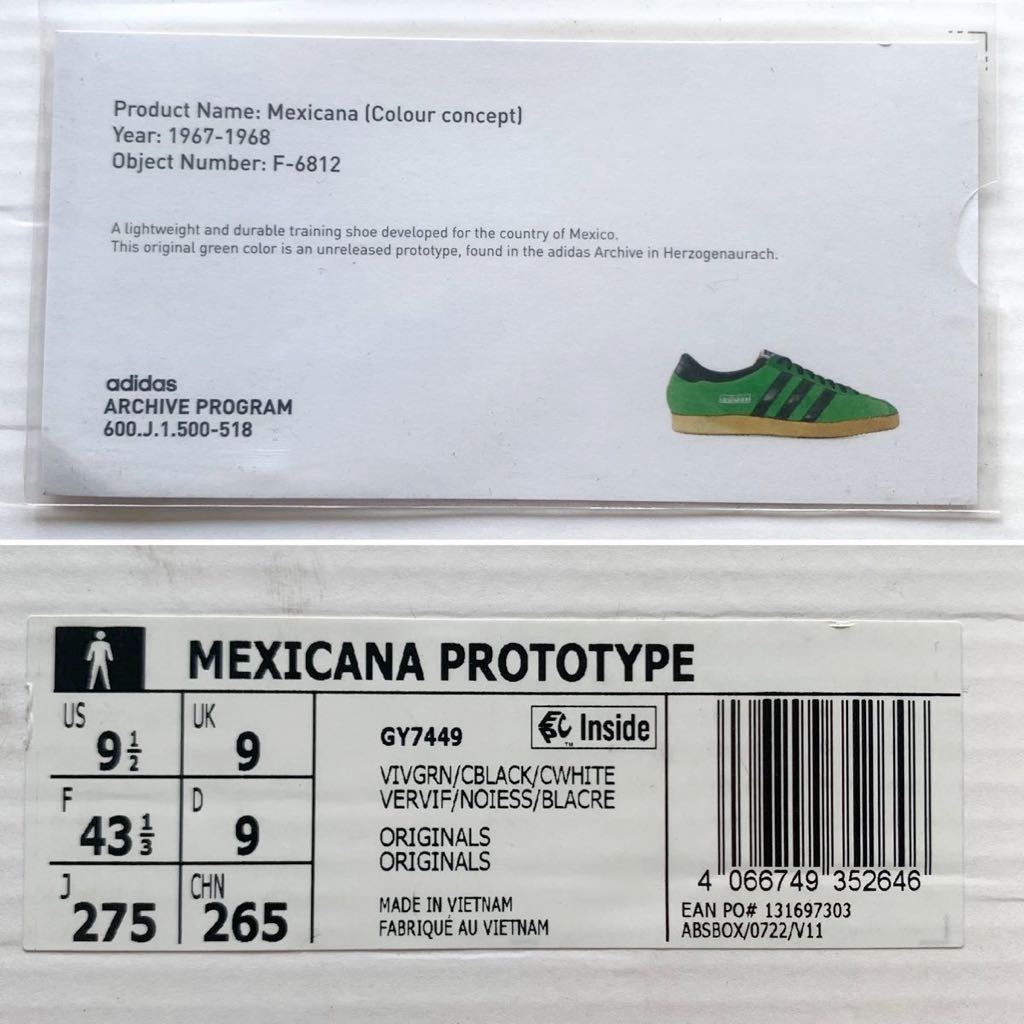 Product Name: Mexicana (Colour concept)
Year: 1967-1968
Object Number: F-6812
A lightweight and durable training shoe developed for the country of Mexico.
This original green color is an unreleased prototype, found in the adidas Archive in Herzogenaurach.
adidas
ARCHIVE PROGRAM
600.J.1.500-518
MEXICANA PROTOTYPE
US 9 1/2
UK 9
F 43 1/3
D 9
J 275
CHN 265
GY7449
Inside
VIVGRN/CBLACK/CWHITE
VERVIF/NOIESS/BLACRE
ORIGINALS
ORIGINALS
MADE IN VIETNAM
FABRIQUÉ AU VIETNAM
4 066749 352646
EAN PO# 131697303
ABSBOX/0722/V11